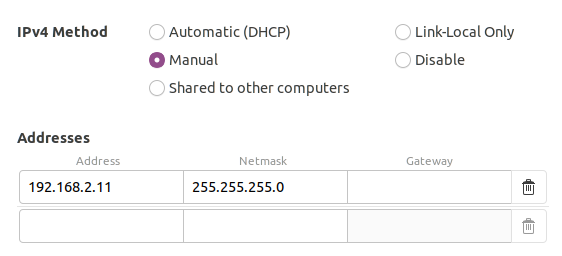 IPv4 Method Automatic (DHCP) Link-Local Only
Manual Disable
Shared to other computers
Addresses
Address Netmask Gateway
192.168.2.11 255.255.255.0